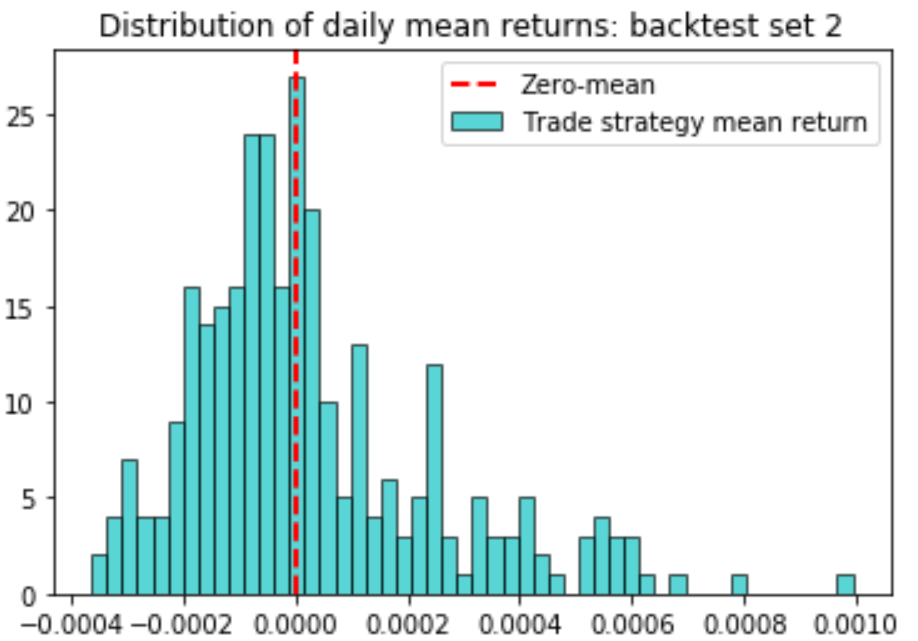 Distribution of daily mean returns: backtest set 2
Zero-mean
Trade strategy mean return
25
20
15
10
5
0
−0.0004 −0.0002 0.0000 0.0002 0.0004 0.0006 0.0008 0.0010